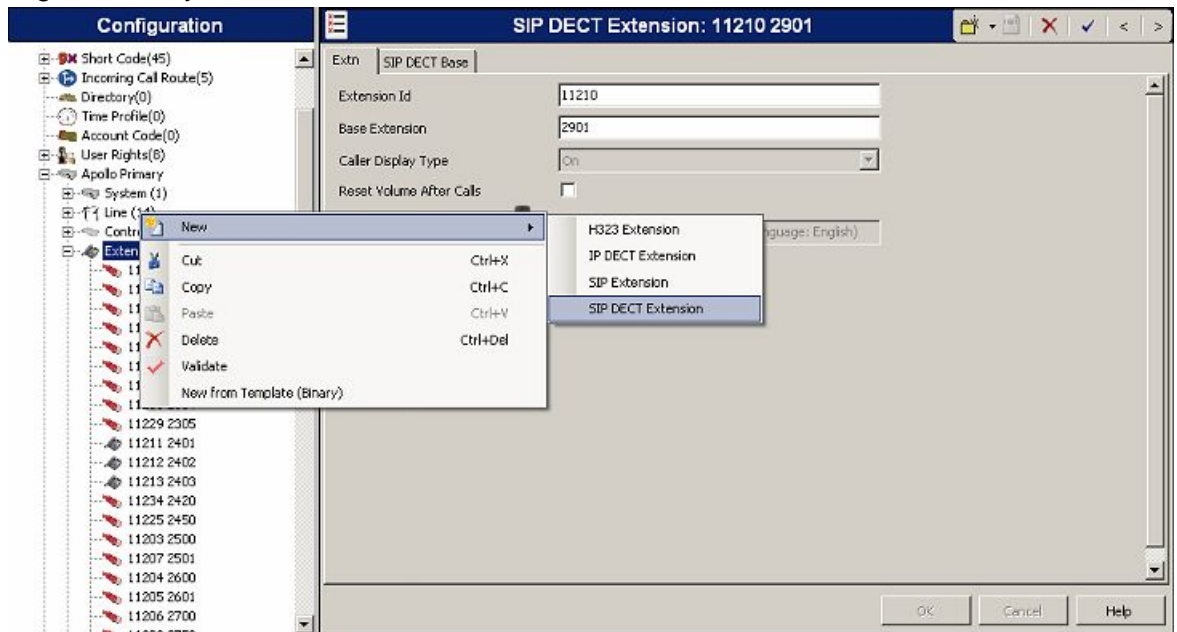 Configuration
SIP DECT Extension: 11210 2901
Short Code(45)
Incoming Call Route(5)
Directory(0)
Time Profile(0)
Account Code(0)
User Rights(8)
Apollo Primary
System (1)
Line (14)
Extn
SIP DECT Base
Extension Id
11210
Base Extension
2901
Caller Display Type
On
Reset Volume After Calls
New
Cut Ctrl+X
Copy Ctrl+C
Paste Ctrl+V
Delete Ctrl+Del
Validate
New from Template (Binary)
H323 Extension
IP DECT Extension
SIP Extension
SIP DECT Extension
English)
11229 2305
11211 2401
11212 2402
11213 2403
11234 2420
11225 2450
11203 2500
11207 2501
11204 2600
11205 2601
11206 2700
OK
Cancel
Help